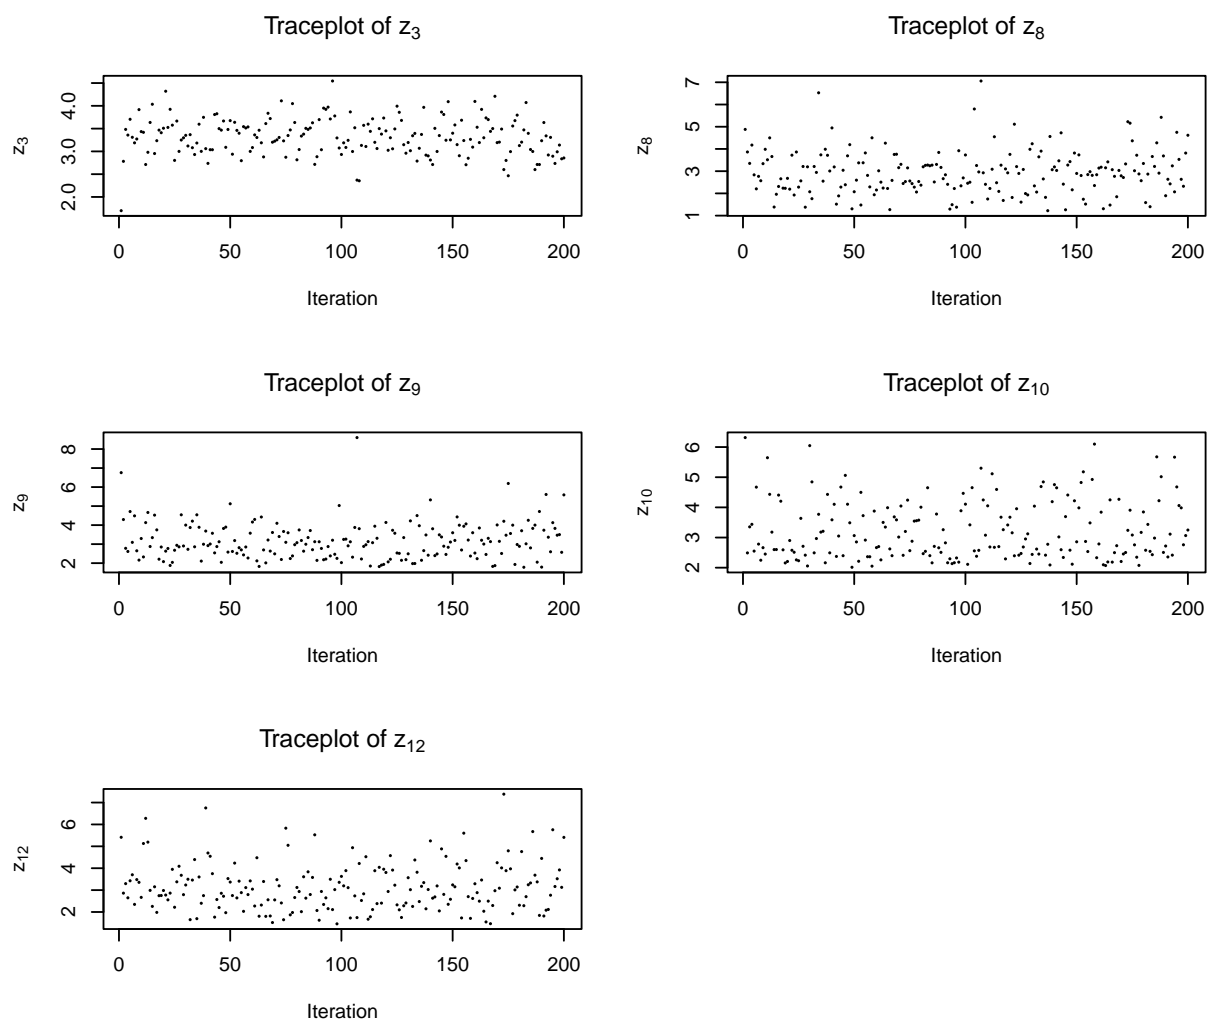 Traceplot of z₃
z₃
2.0 3.0 4.0
0 50 100 150 200
Iteration
Traceplot of z₈
z₈
1 3 5 7
0 50 100 150 200
Iteration
Traceplot of z₉
z₉
2 4 6 8
0 50 100 150 200
Iteration
Traceplot of z₁₀
z₁₀
2 3 4 5 6
0 50 100 150 200
Iteration
Traceplot of z₁₂
z₁₂
2 4 6
0 50 100 150 200
Iteration